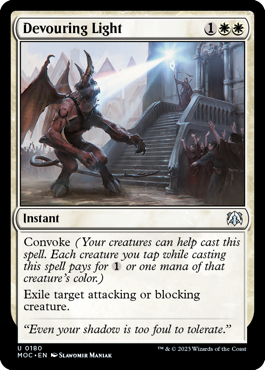 Devouring Light 1
Instant
Convoke (Your creatures can help cast this
spell. Each creature you tap while casting
this spell pays for 1 or one mana of that
creature's color.)
Exile target attacking or blocking
creature.
"Even your shadow is too foul to tolerate."
U 0180
MOC • EN SLAWOMIR MANIAK
™ & © 2023 Wizards of the Coast